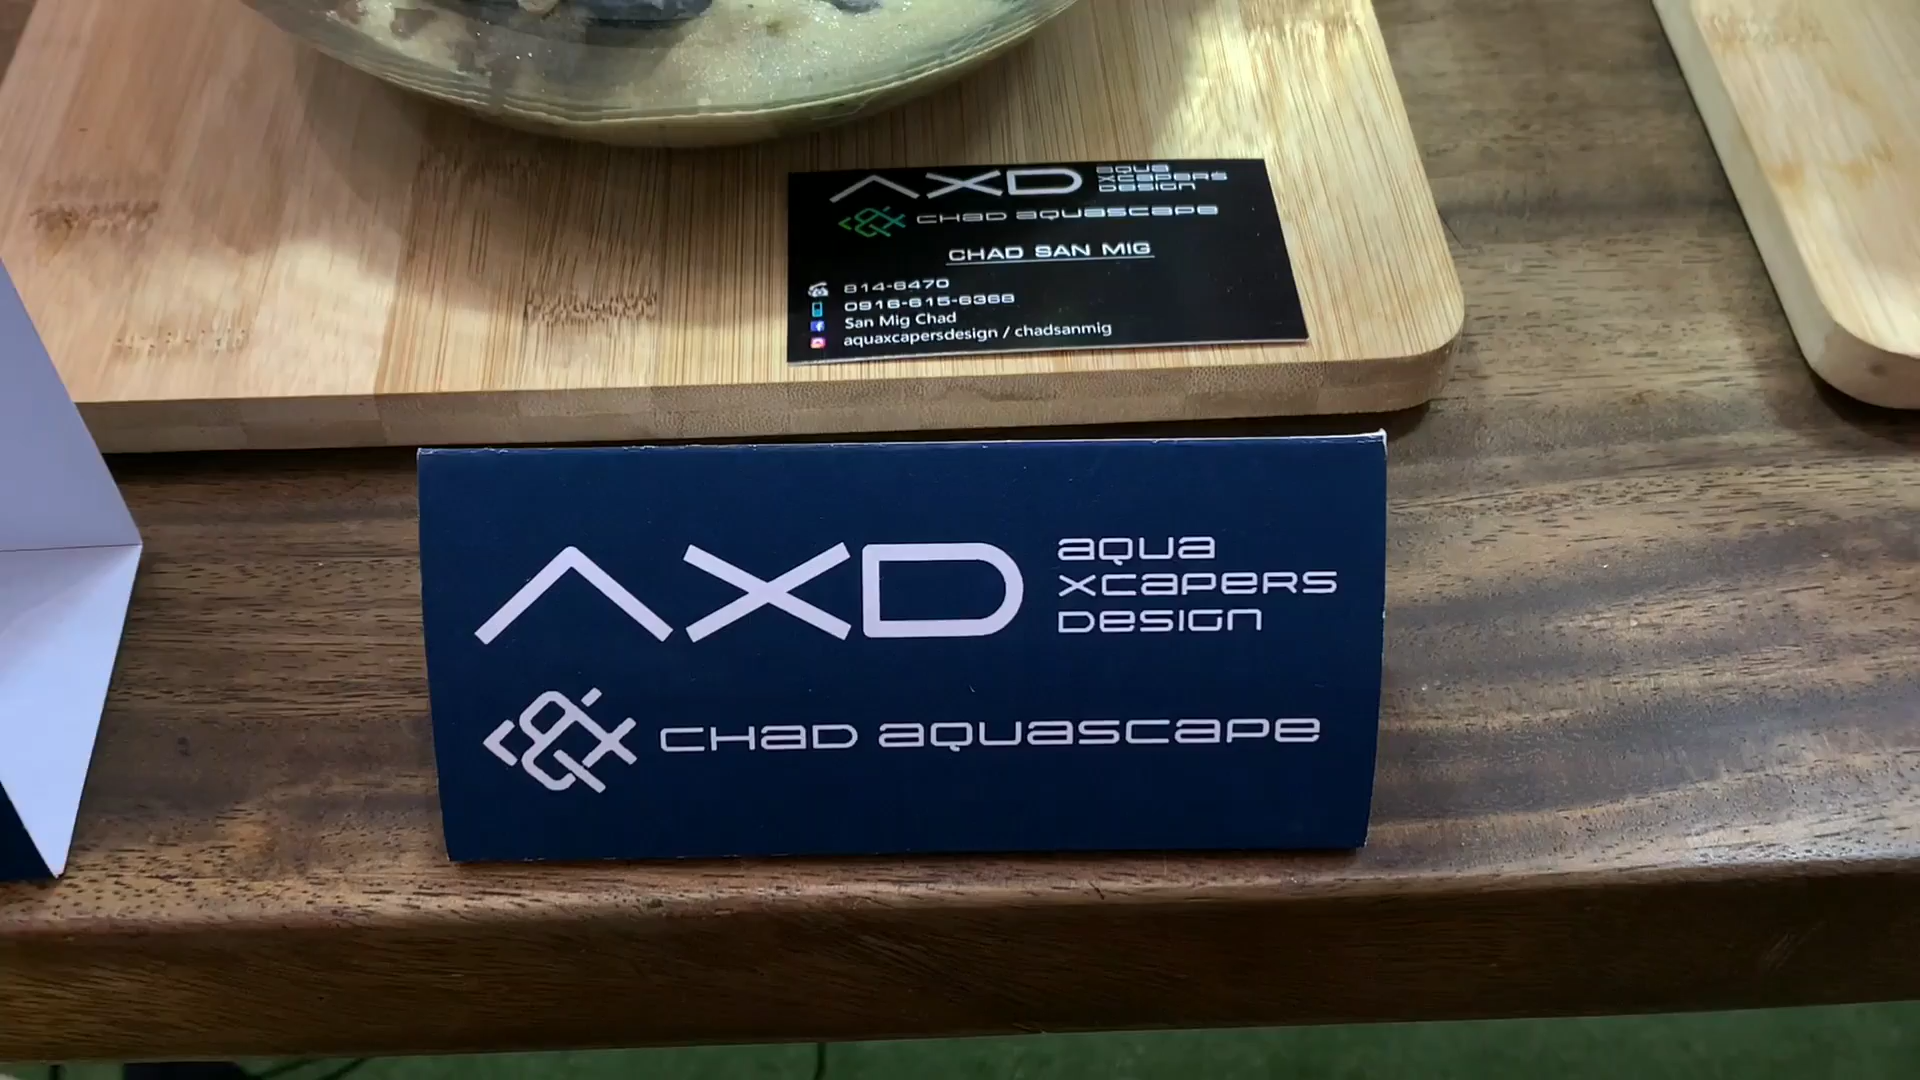 AXD
aqua
xcapers
design
CHAD aquascape
CHAD SAN MIG
814-6470
0916-615-6368
San Mig Chad
aquaxcapersdesign / chadsanmig
AXD
aqua
xcapers
design
CHAD aquascape